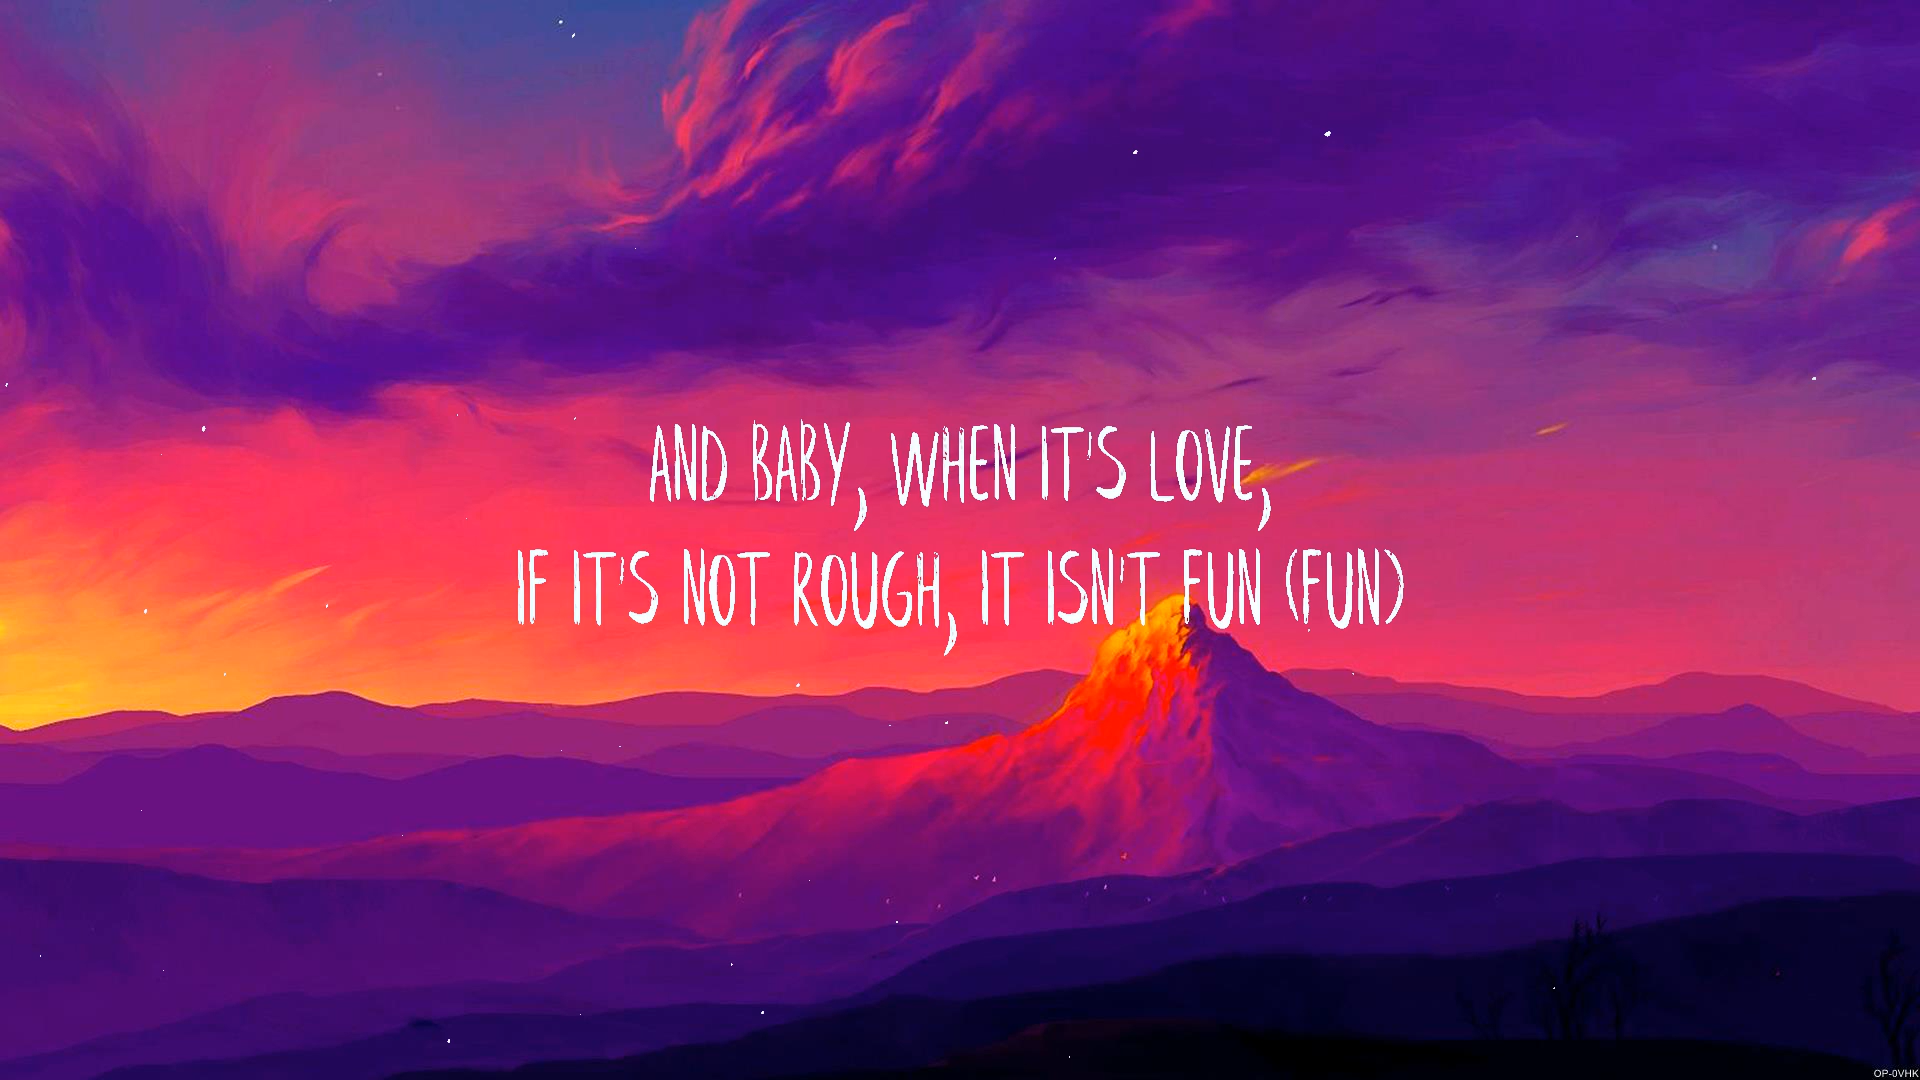 AND BABY, WHEN IT'S LOVE,
IF IT'S NOT ROUGH, IT ISN'T FUN (FUN)
OP-0VHK